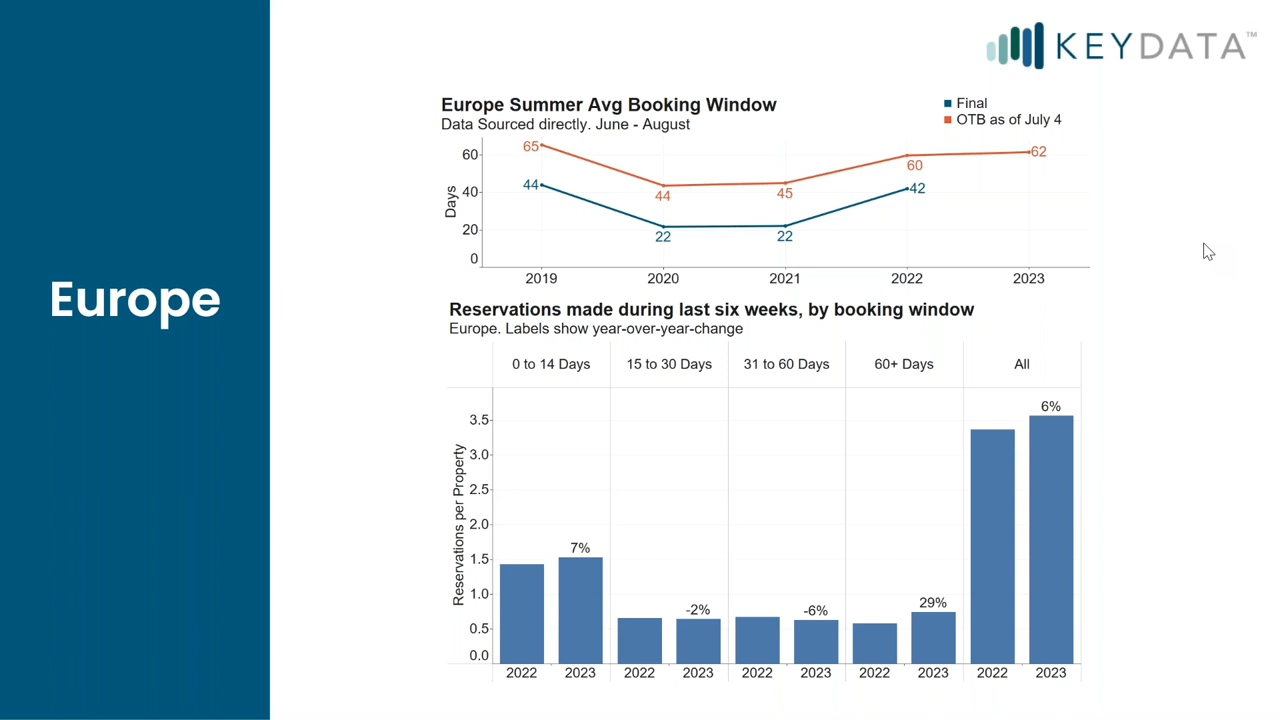 KEYDATA™
Europe
Europe Summer Avg Booking Window
Data Sourced directly. June - August
Final
OTB as of July 4
Days
60
40
20
0
65
44
45
60
62
44
22
22
42
2019 2020 2021 2022 2023
Reservations made during last six weeks, by booking window
Europe. Labels show year-over-year-change
0 to 14 Days 15 to 30 Days 31 to 60 Days 60+ Days All
Reservations per Property
3.5
3.0
2.5
2.0
1.5
1.0
0.5
0.0
7% -2% -6% 29% 6%
2022 2023 2022 2023 2022 2023 2022 2023 2022 2023